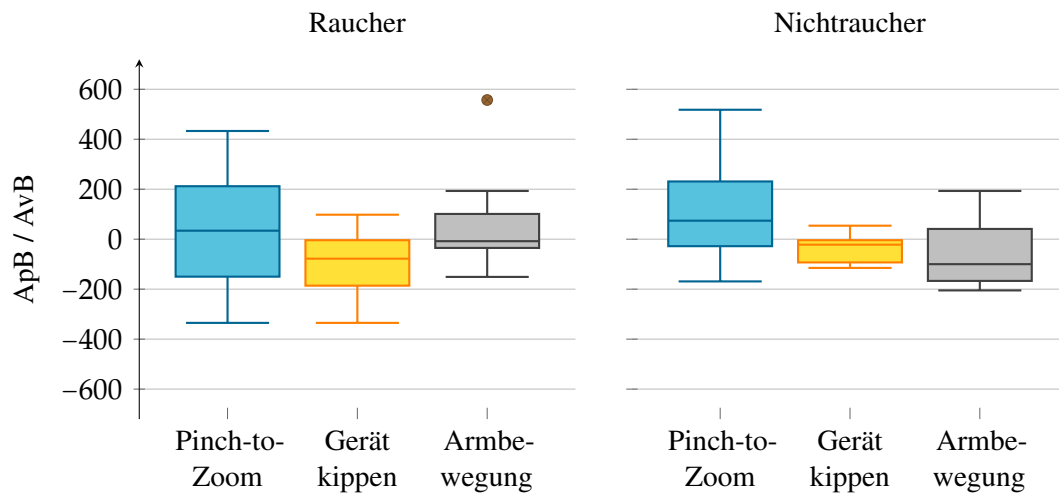 Raucher
Nichtraucher
ApB / AvB
600
400
200
0
−200
−400
−600
Pinch-to-
Zoom
Gerät
kippen
Armbe-
wegung
Pinch-to-
Zoom
Gerät
kippen
Armbe-
wegung